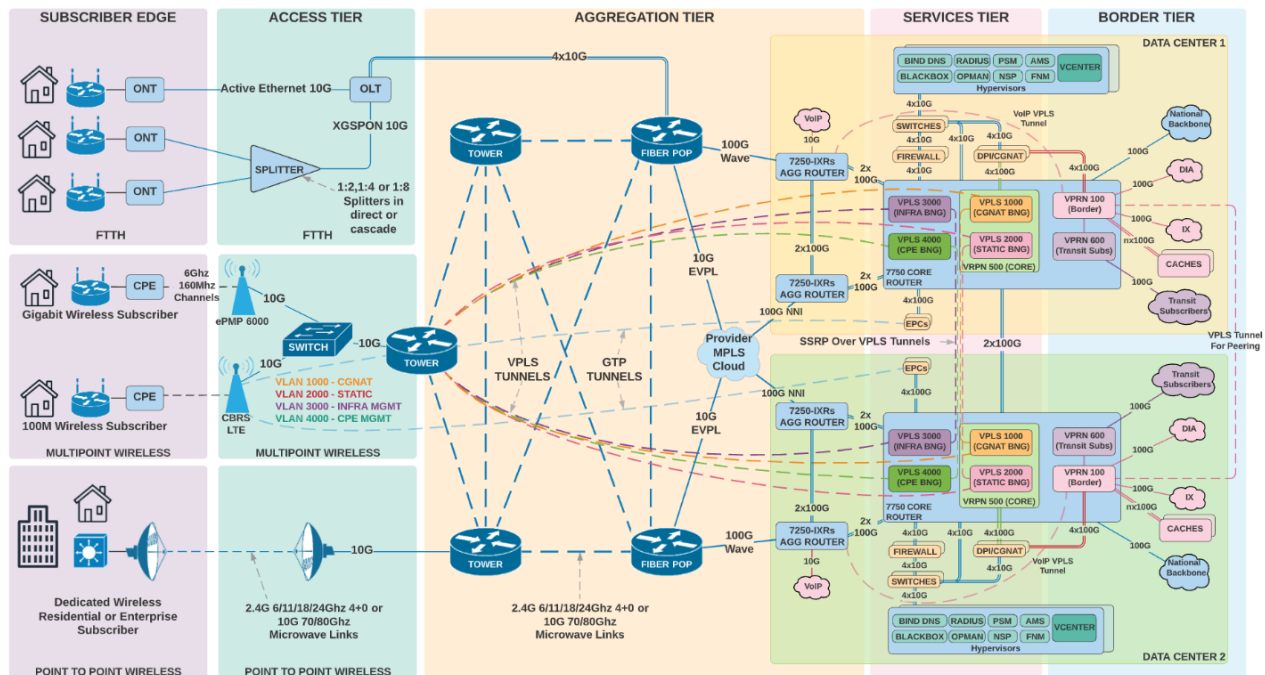 SUBSCRIBER EDGE
ACCESS TIER
AGGREGATION TIER
SERVICES TIER
BORDER TIER
ONT
Active Ethernet 10G
OLT
4x10G
ONT
XGSPON 10G
SPLITTER
ONT
1:2,1:4 or 1:8
Splitters in
direct or
cascade
FTTH
FTTH
TOWER
FIBER POP
100G
Wave
10G
EVPL
DATA CENTER 1
BIND DNS
RADIUS
PSM
AMS
VCENTER
BLACKBOX
OPMAN
NSP
FNM
Hypervisors
4x10G
VoIP
10G
SWITCHES
4x10G
4x10G
4x10G
FIREWALL
DPI/CGNAT
4x10G
4x10G
VoIP VPLS
Tunnel
4x100G
National
Backbone
100G
7250-IXRs
AGG ROUTER
2x
100G
VPLS 3000
(INFRA BNG)
VPLS 1000
(CGNAT BNG)
VPRN 100
(Border)
100G
DIA
VPLS 4000
(CPE BNG)
VPLS 2000
(STATIC BNG)
VPRN 600
(Transit Subs)
100G
IX
nx100G
CACHES
2x100G
VRPN 500 (CORE)
7250-IXRs
AGG ROUTER
2x
100G
7750 CORE
ROUTER
100G
Transit
Subscribers
4x10G
EPCs
100G NNI
SSRP Over VPLS Tunnels
2x100G
VPLS Tunnel
For Peering
CPE
6Ghz
160Mhz
Channels
Gigabit Wireless Subscriber
ePMP 6000
10G
SWITCH
10G
10G
TOWER
VPLS
TUNNELS
GTP
TUNNELS
Provider
MPLS
Cloud
VLAN 1000 - CGNAT
VLAN 2000 - STATIC
VLAN 3000 - INFRA MGMT
VLAN 4000 - CPE MGMT
CPE
100M Wireless Subscriber
CBRS
LTE
MULTIPOINT WIRELESS
MULTIPOINT WIRELESS
10G
EVPL
EPCs
4x100G
100G NNI
7250-IXRs
AGG ROUTER
2x
100G
Transit
Subscribers
100G
VPLS 3000
(INFRA BNG)
VPLS 1000
(CGNAT BNG)
VPRN 600
(Transit Subs)
100G
DIA
VPLS 4000
(CPE BNG)
VPLS 2000
(STATIC BNG)
VPRN 100
(Border)
100G
IX
nx100G
CACHES
2x100G
VRPN 500 (CORE)
7250-IXRs
AGG ROUTER
2x
100G
7750 CORE
ROUTER
4x10G
4x10G
4x10G
4x100G
100G
National
Backbone
10G
VoIP
FIREWALL
DPI/CGNAT
4x10G
4x10G
VoIP VPLS
Tunnel
SWITCHES
4x10G
BIND DNS
RADIUS
PSM
AMS
VCENTER
BLACKBOX
OPMAN
NSP
FNM
Hypervisors
DATA CENTER 2
10G
TOWER
FIBER POP
100G
Wave
Dedicated Wireless
Residential or Enterprise
Subscriber
2.4G 6/11/18/24Ghz 4+0 or
10G 70/80Ghz
Microwave Links
2.4G 6/11/18/24Ghz 4+0 or
10G 70/80Ghz
Microwave Links
POINT TO POINT WIRELESS
POINT TO POINT WIRELESS